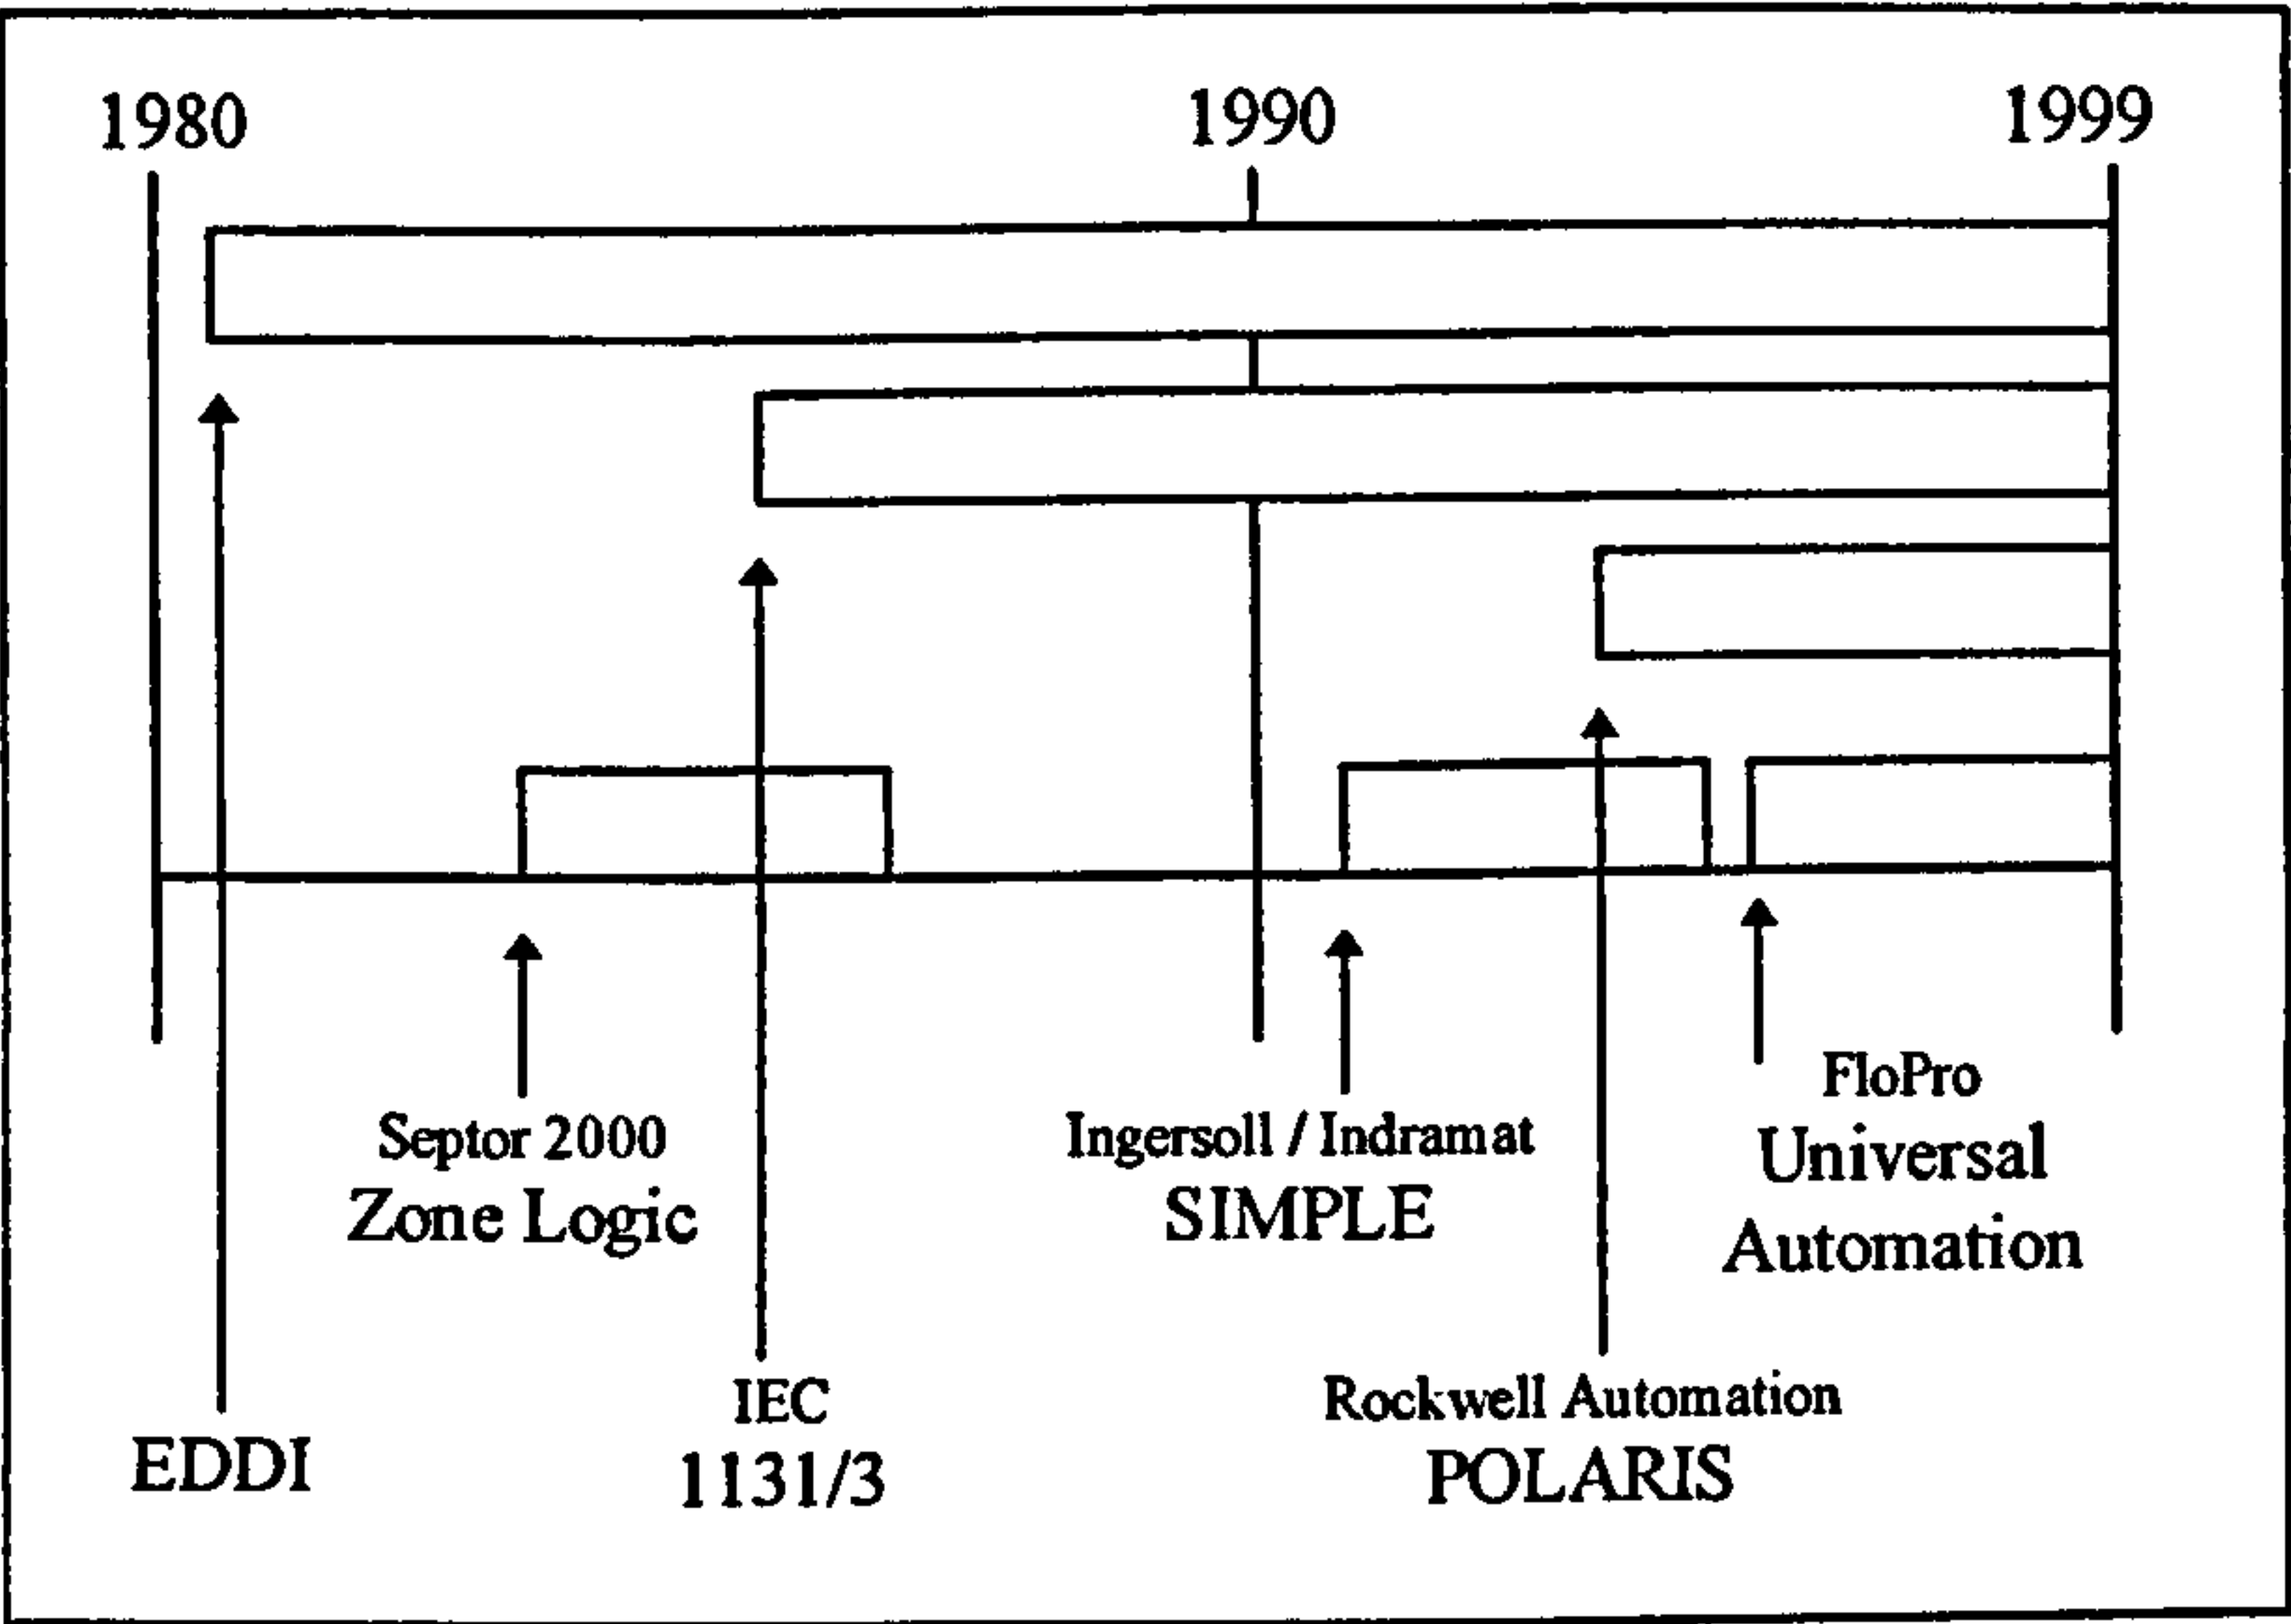 1980
1990
1999
Septor 2000
Zone Logic
Ingersoll / Indramat
SIMPLE
FloPro
Universal
Automation
EDDI
IEC
1131/3
Rockwell Automation
POLARIS